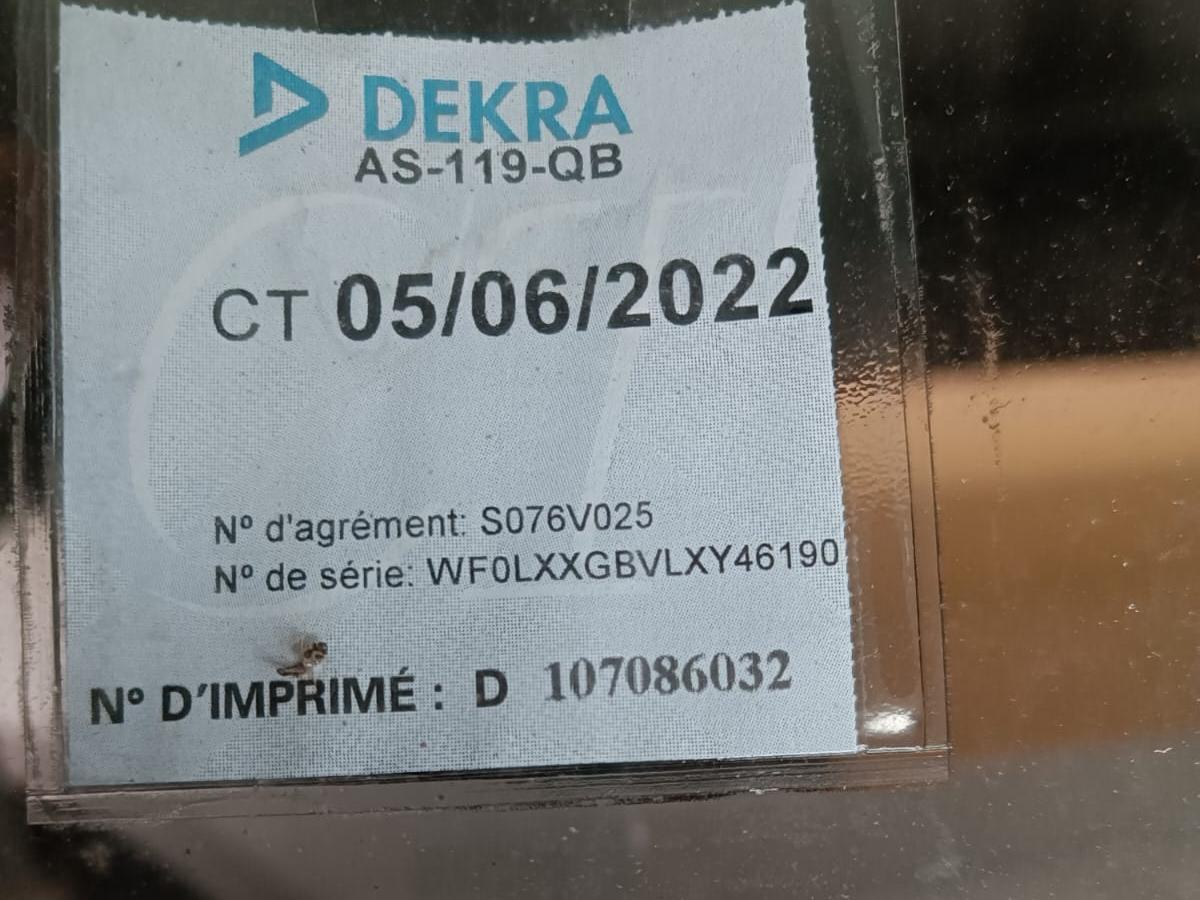 DEKRA
AS-119-QB
CT 05/06/2022
N° d'agrément: S076V025
N° de série: WF0LXXGBVLXY46190
N° D'IMPRIMÉ : D 107086032